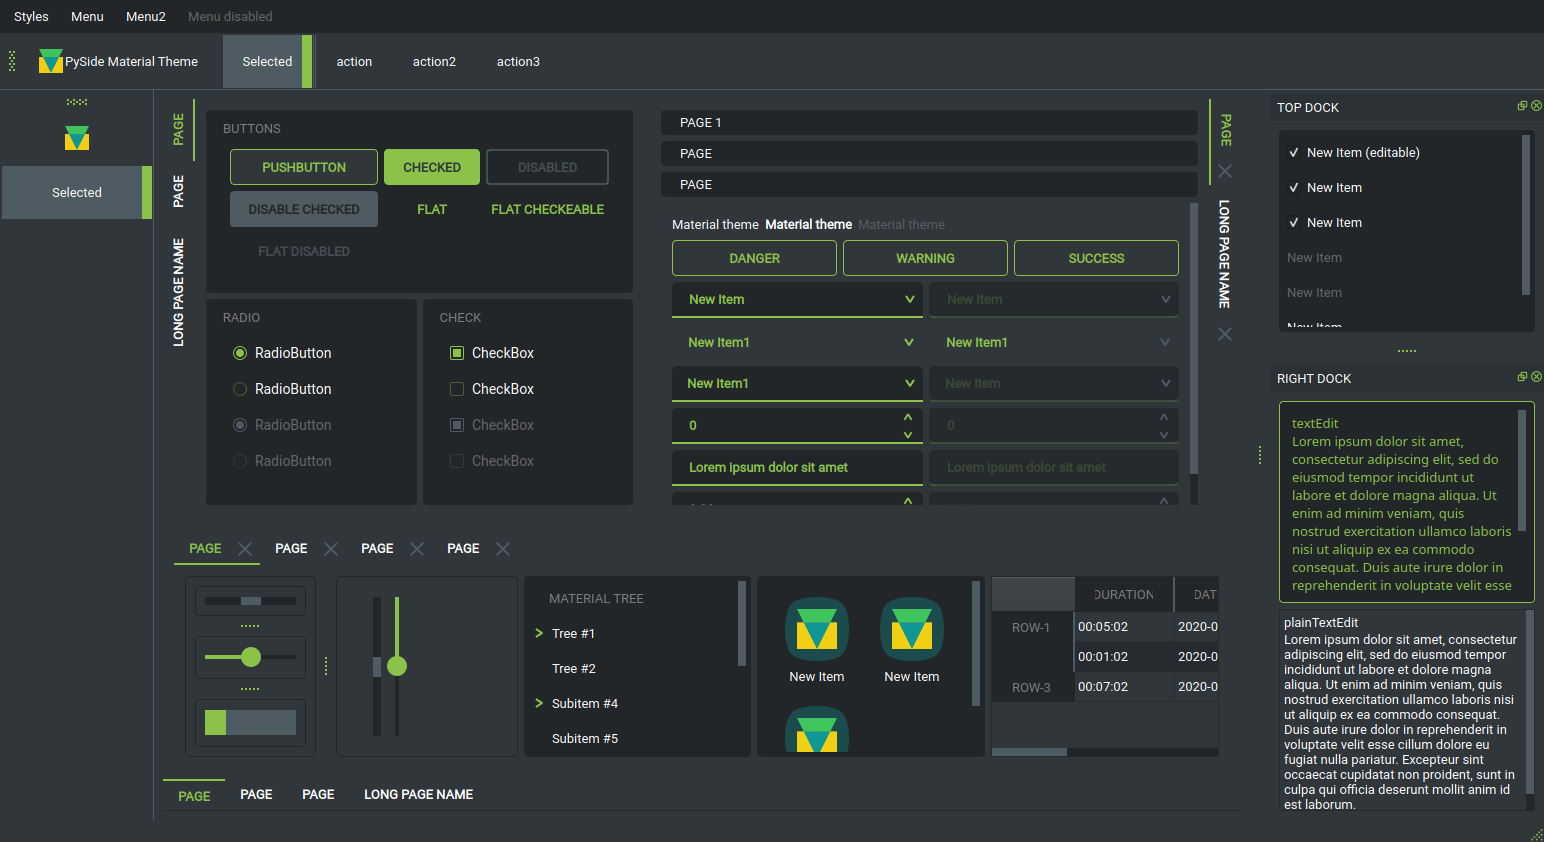 Styles Menu Menu2 Menu disabled
PySide Material Theme Selected action action2 action3
Selected
PAGE
PAGE
LONG PAGE NAME
BUTTONS
PUSHBUTTON CHECKED DISABLED
DISABLE CHECKED FLAT FLAT CHECKEABLE
FLAT DISABLED
RADIO
RadioButton
RadioButton
RadioButton
RadioButton
CHECK
CheckBox
CheckBox
CheckBox
CheckBox
PAGE 1
PAGE
PAGE
Material theme Material theme Material theme
DANGER WARNING SUCCESS
New Item New Item
New Item1 New Item1
New Item1 New Item
0 0
Lorem ipsum dolor sit amet Lorem ipsum dolor sit amet
PAGE
LONG PAGE NAME
TOP DOCK
New Item (editable)
New Item
New Item
New Item
New Item
New Item
RIGHT DOCK
textEdit
Lorem ipsum dolor sit amet,
consectetur adipiscing elit, sed do
eiusmod tempor incididunt ut
labore et dolore magna aliqua. Ut
enim ad minim veniam, quis
nostrud exercitation ullamco laboris
nisi ut aliquip ex ea commodo
consequat. Duis aute irure dolor in
reprehenderit in voluptate velit esse
plainTextEdit
Lorem ipsum dolor sit amet, consectetur
adipiscing elit, sed do eiusmod tempor
incididunt ut labore et dolore magna
aliqua. Ut enim ad minim veniam, quis
nostrud exercitation ullamco laboris nisi
ut aliquip ex ea commodo consequat.
Duis aute irure dolor in reprehenderit in
voluptate velit esse cillum dolore eu
fugiat nulla pariatur. Excepteur sint
occaecat cupidatat non proident, sunt in
culpa qui officia deserunt mollit anim id
est laborum.
PAGE PAGE PAGE PAGE
MATERIAL TREE
Tree #1
Tree #2
Subitem #4
Subitem #5
New Item New Item
DURATION DAT
ROW-1 00:05:02 2020-0
00:01:02 2020-0
ROW-3 00:07:02 2020-0
PAGE PAGE PAGE LONG PAGE NAME